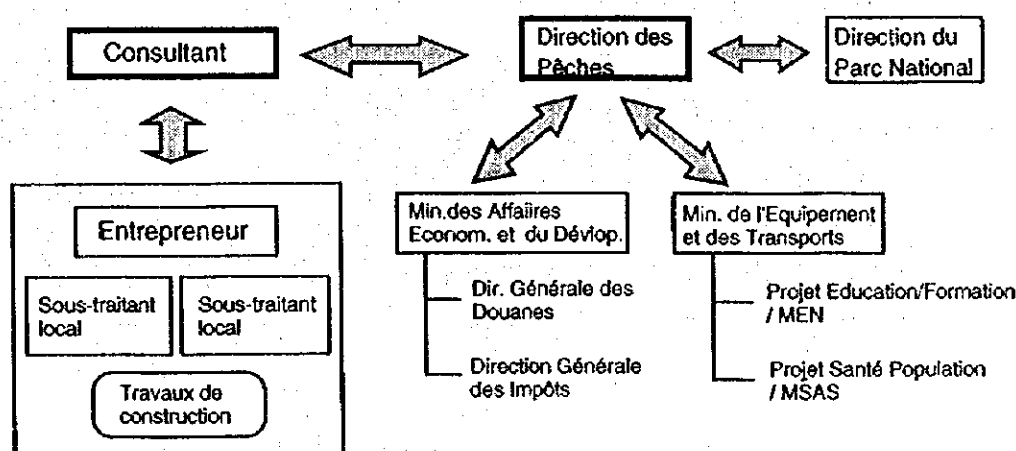 Consultant
Direction des
Pêches
Direction du
Parc National
Entrepreneur
Sous-traitant
local
Sous-traitant
local
Travaux de
construction
Min.des Affaiires
Econom. et du Dévlop.
Dir. Générale des
Douanes
Direction Générale
des Impôts
Min. de l'Equipement
et des Transports
Projet Education/Formation
/ MEN
Projet Santé Population
/ MSAS